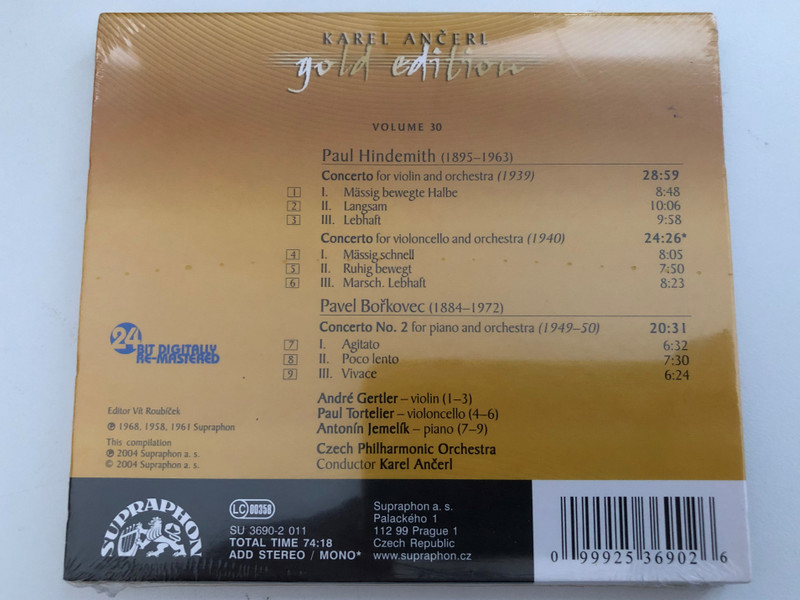 KAREL ANČERL
gold edition
VOLUME 30
Paul Hindemith (1895–1963)
Concerto for violin and orchestra (1939) 28:59
1 I. Mässig bewegte Halbe 8:48
2 II. Langsam 10:06
3 III. Lebhaft 9:58
Concerto for violoncello and orchestra (1940) 24:26*
4 I. Mässig schnell 8:05
5 II. Ruhig bewegt 7:50
6 III. Marsch. Lebhaft 8:23
Pavel Bořkovec (1884–1972)
Concerto No. 2 for piano and orchestra (1949–50) 20:31
7 I. Agitato 6:32
8 II. Poco lento 7:30
9 III. Vivace 6:24
24 BIT DIGITALLY
RE-MASTERED
André Gertler – violin (1–3)
Paul Tortelier – violoncello (4–6)
Antonín Jemelík – piano (7–9)
Czech Philharmonic Orchestra
Conductor Karel Ančerl
Editor Vít Roubíček
℗ 1968, 1958, 1961 Supraphon
This compilation
℗ 2004 Supraphon a. s.
© 2004 Supraphon a. s.
SUPRAPHON
LC 00358
SU 3690-2 011
TOTAL TIME 74:18
ADD STEREO / MONO*
Supraphon a. s.
Palackého 1
112 99 Prague 1
Czech Republic
www.supraphon.cz
0 99925 36902 6